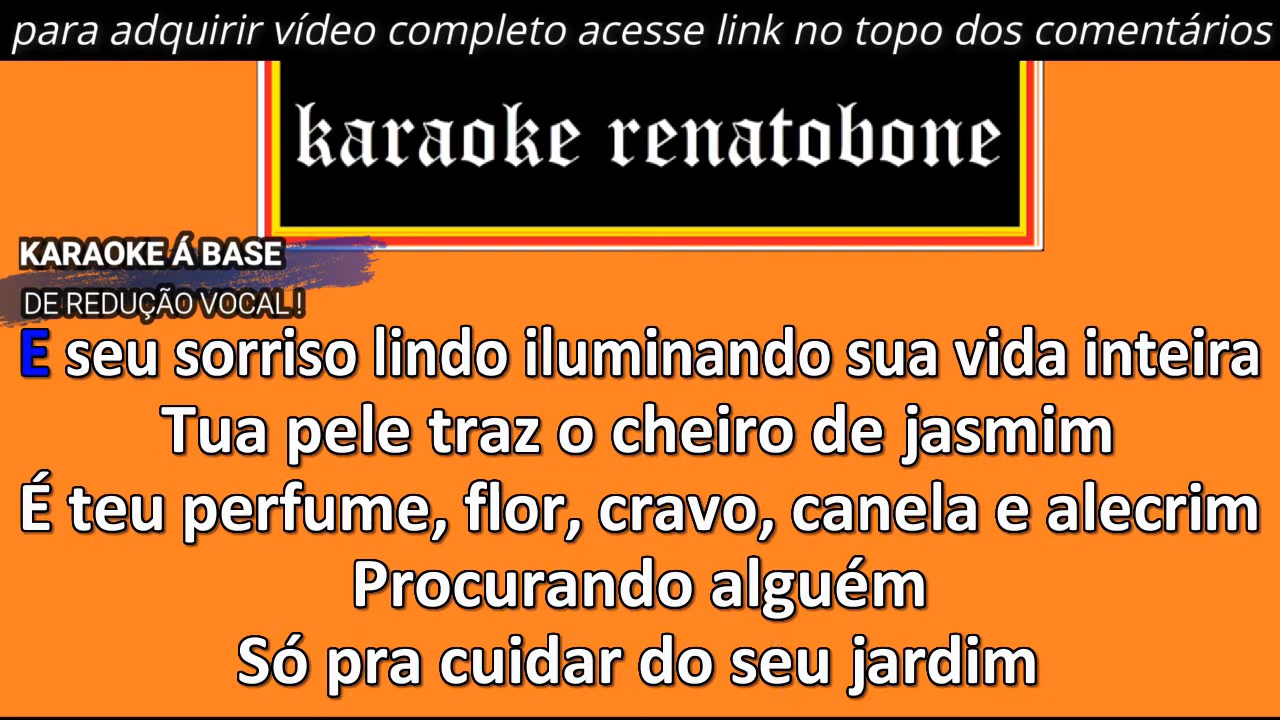 para adquirir vídeo completo acesse link no topo dos comentários
karaoke renatobone
KARAOKE Á BASE
DE REDUÇÃO VOCAL !
E seu sorriso lindo iluminando sua vida inteira
Tua pele traz o cheiro de jasmim
É teu perfume, flor, cravo, canela e alecrim
Procurando alguém
Só pra cuidar do seu jardim